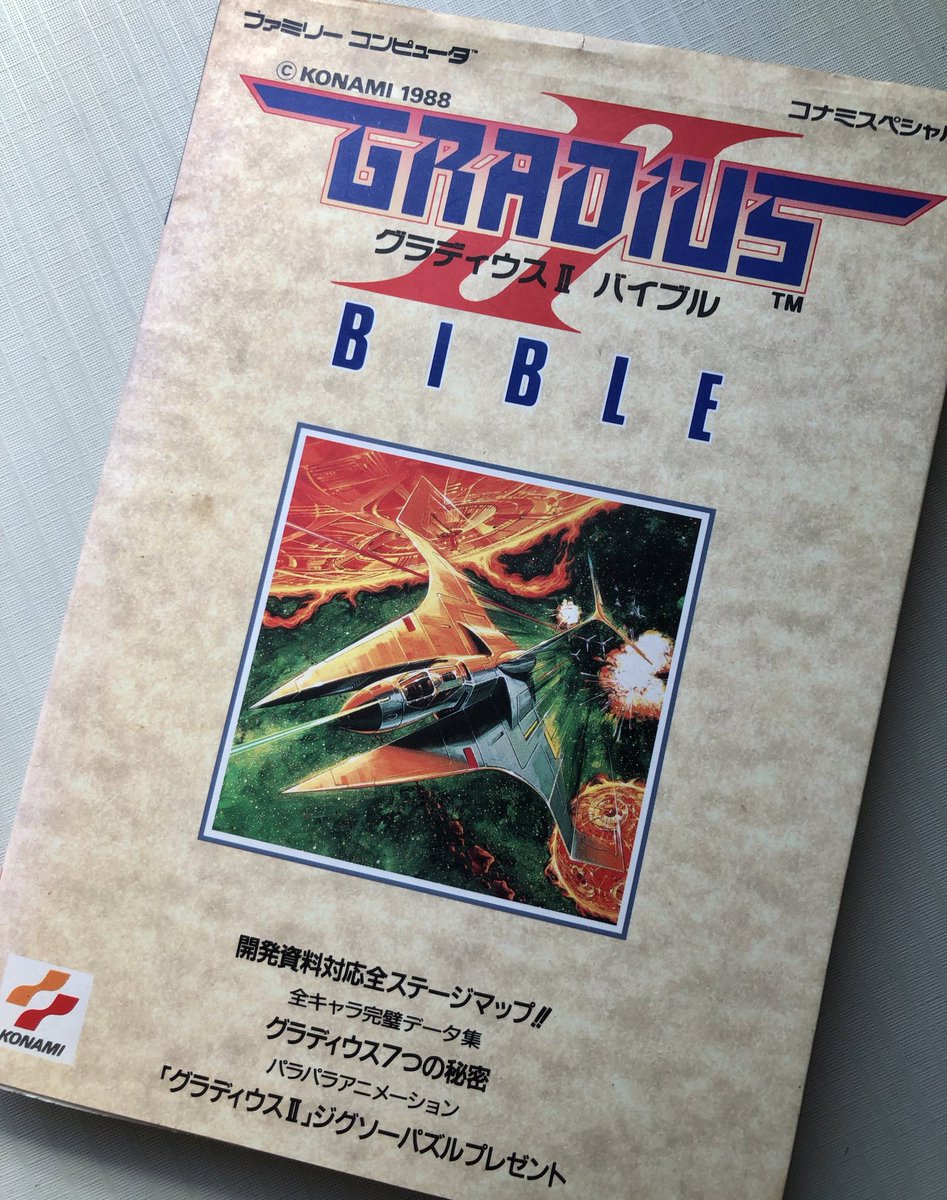 ファミリー コンピュータ™
© KONAMI 1988
コナミスペシャル
GRADIUS II ™
グラディウスⅡ バイブル
BIBLE
開発資料対応全ステージマップ!!
全キャラ完璧データ集
グラディウス7つの秘密
パラパラアニメーション
「グラディウスⅡ」ジグソーパズルプレゼント
KONAMI